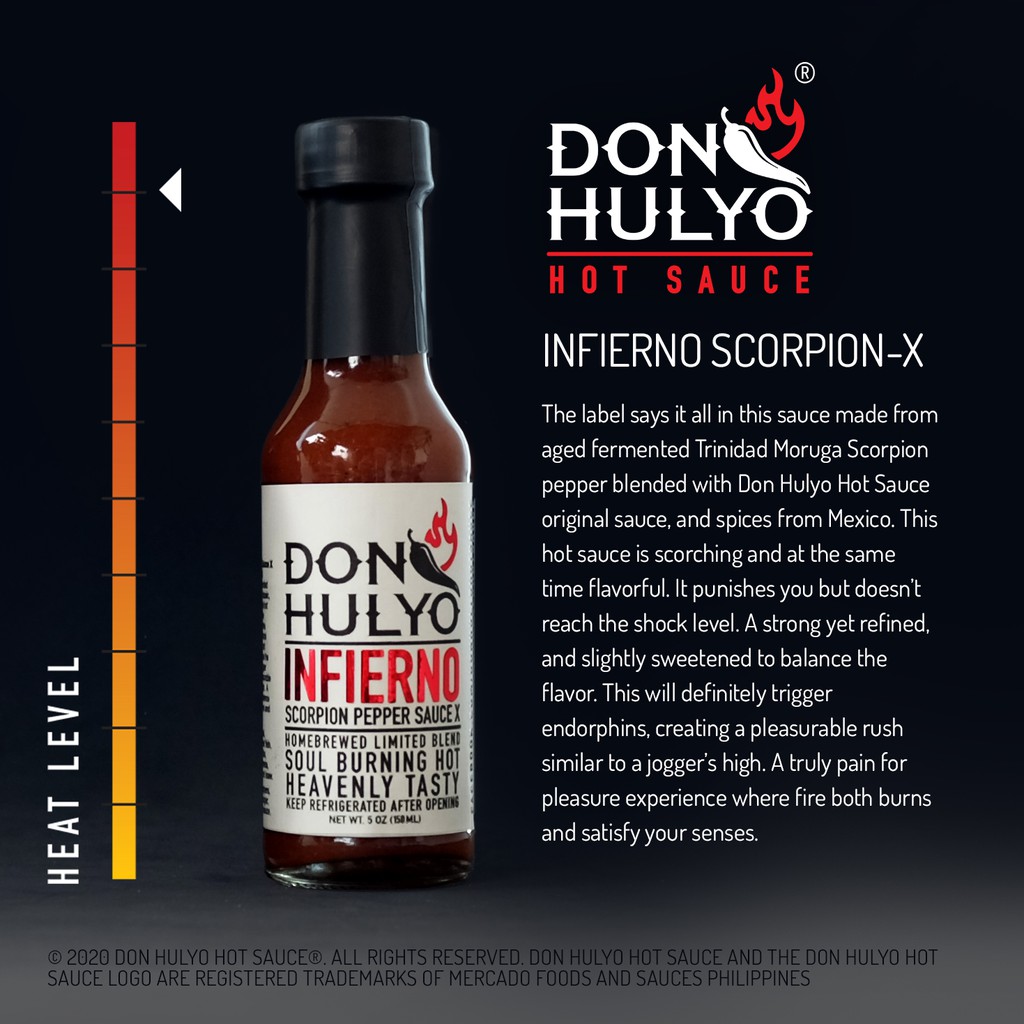 ®
DON
HULYO
HOT SAUCE
INFIERNO SCORPION-X
The label says it all in this sauce made from
aged fermented Trinidad Moruga Scorpion
pepper blended with Don Hulyo Hot Sauce
original sauce, and spices from Mexico. This
hot sauce is scorching and at the same
time flavorful. It punishes you but doesn't
reach the shock level. A strong yet refined,
and slightly sweetened to balance the
flavor. This will definitely trigger
endorphins, creating a pleasurable rush
similar to a jogger's high. A truly pain for
pleasure experience where fire both burns
and satisfy your senses.
DON
HULYO
INFIERNO
SCORPION PEPPER SAUCE X
HOMEBREWED LIMITED BLEND
SOUL BURNING HOT
HEAVENLY TASTY
KEEP REFRIGERATED AFTER OPENING
NET WT. 5 OZ (150ML)
HEAT LEVEL
© 2020 DON HULYO HOT SAUCE®. ALL RIGHTS RESERVED. DON HULYO HOT SAUCE AND THE DON HULYO HOT
SAUCE LOGO ARE REGISTERED TRADEMARKS OF MERCADO FOODS AND SAUCES PHILIPPINES